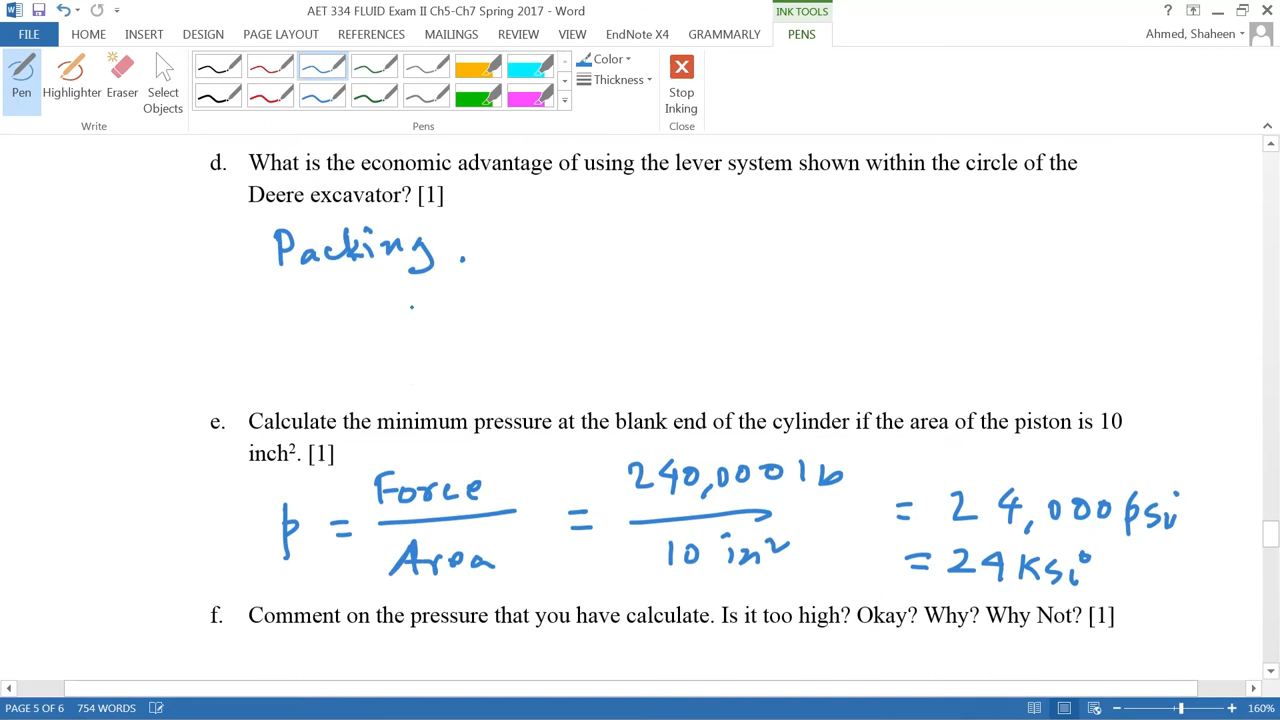 AET 334 FLUID Exam II Ch5-Ch7 Spring 2017 - Word
INK TOOLS
FILE HOME INSERT DESIGN PAGE LAYOUT REFERENCES MAILINGS REVIEW VIEW EndNote X4 GRAMMARLY PENS
Ahmed, Shaheen
Pen Highlighter Eraser Select Objects
Color
Thickness
Stop Inking
Write Pens Close
d. What is the economic advantage of using the lever system shown within the circle of the
Deere excavator? [1]
Packing .
e. Calculate the minimum pressure at the blank end of the cylinder if the area of the piston is 10
inch². [1]
p = Force / Area = 240,000 lb / 10 in² = 24,000 psi
= 24 Ksi
f. Comment on the pressure that you have calculate. Is it too high? Okay? Why? Why Not? [1]
PAGE 5 OF 6 754 WORDS 160%